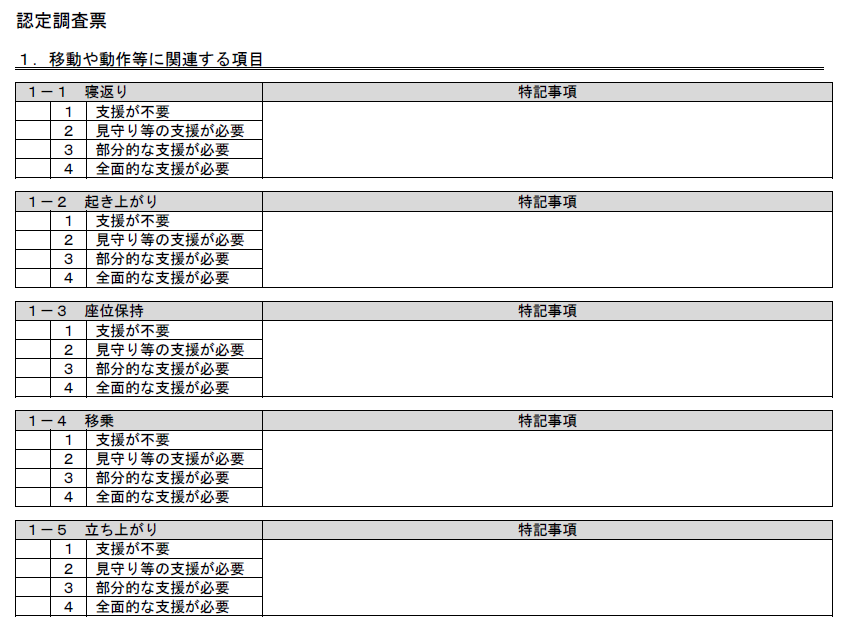 認定調査票
１．移動や動作等に関連する項目
１－１　寝返り　特記事項
１　支援が不要
２　見守り等の支援が必要
３　部分的な支援が必要
４　全面的な支援が必要
１－２　起き上がり　特記事項
１　支援が不要
２　見守り等の支援が必要
３　部分的な支援が必要
４　全面的な支援が必要
１－３　座位保持　特記事項
１　支援が不要
２　見守り等の支援が必要
３　部分的な支援が必要
４　全面的な支援が必要
１－４　移乗　特記事項
１　支援が不要
２　見守り等の支援が必要
３　部分的な支援が必要
４　全面的な支援が必要
１－５　立ち上がり　特記事項
１　支援が不要
２　見守り等の支援が必要
３　部分的な支援が必要
４　全面的な支援が必要